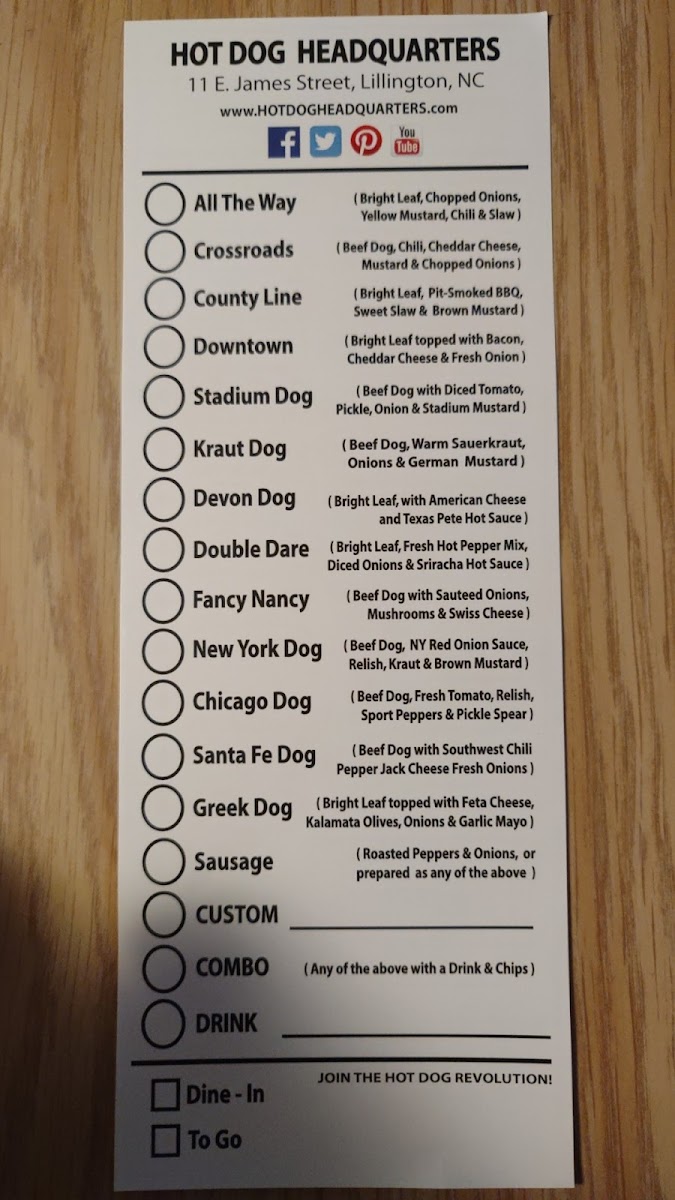 HOT DOG HEADQUARTERS
11 E. James Street, Lillington, NC
www.HOTDOGHEADQUARTERS.com
f You Tube
All The Way (Bright Leaf, Chopped Onions,
Yellow Mustard, Chili & Slaw)
Crossroads (Beef Dog, Chili, Cheddar Cheese,
Mustard & Chopped Onions)
County Line (Bright Leaf, Pit-Smoked BBQ,
Sweet Slaw & Brown Mustard)
Downtown (Bright Leaf topped with Bacon,
Cheddar Cheese & Fresh Onion)
Stadium Dog (Beef Dog with Diced Tomato,
Pickle, Onion & Stadium Mustard)
Kraut Dog (Beef Dog, Warm Sauerkraut,
Onions & German Mustard)
Devon Dog (Bright Leaf, with American Cheese
and Texas Pete Hot Sauce)
Double Dare (Bright Leaf, Fresh Hot Pepper Mix,
Diced Onions & Sriracha Hot Sauce)
Fancy Nancy (Beef Dog with Sauteed Onions,
Mushrooms & Swiss Cheese)
New York Dog (Beef Dog, NY Red Onion Sauce,
Relish, Kraut & Brown Mustard)
Chicago Dog (Beef Dog, Fresh Tomato, Relish,
Sport Peppers & Pickle Spear)
Santa Fe Dog (Beef Dog with Southwest Chili
Pepper Jack Cheese Fresh Onions)
Greek Dog (Bright Leaf topped with Feta Cheese,
Kalamata Olives, Onions & Garlic Mayo)
Sausage (Roasted Peppers & Onions, or
prepared as any of the above)
CUSTOM
COMBO (Any of the above with a Drink & Chips)
DRINK
JOIN THE HOT DOG REVOLUTION!
Dine - In
To Go